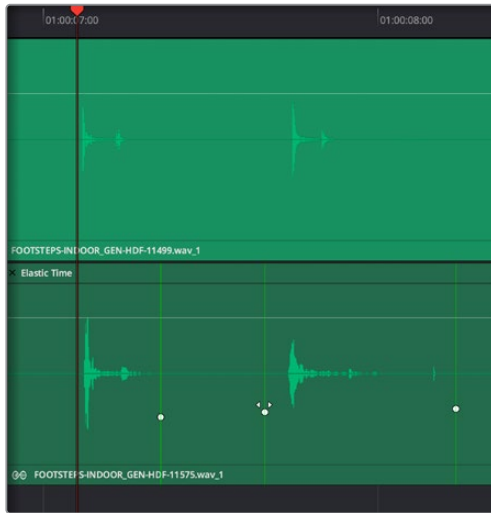 01:00:07:00
01:00:08:00
FOOTSTEPS-INDOOR_GEN-HDF-11499.wav_1
Elastic Time
FOOTSTEPS-INDOOR_GEN-HDF-11575.wav_1